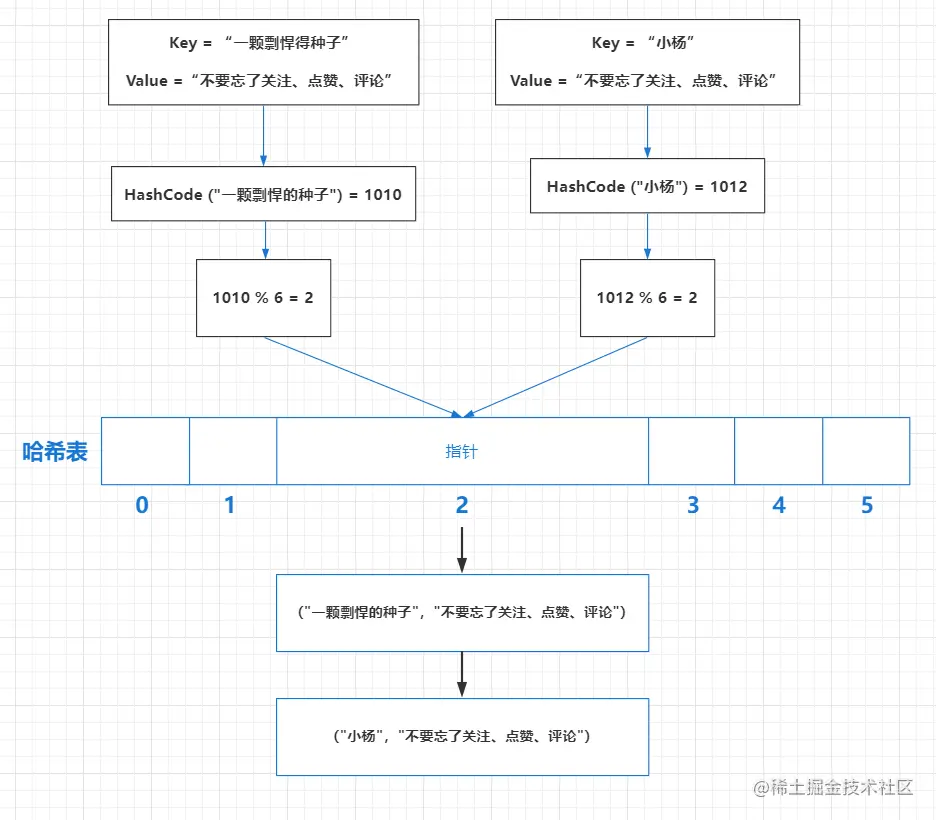 Key = “一颗剽悍得种子”
Value =“不要忘了关注、点赞、评论”
Key = “小杨”
Value =“不要忘了关注、点赞、评论”
HashCode ("一颗剽悍的种子") = 1010
HashCode ("小杨") = 1012
1010 % 6 = 2
1012 % 6 = 2
哈希表
指针
0
1
2
3
4
5
("一颗剽悍的种子", "不要忘了关注、点赞、评论")
("小杨", "不要忘了关注、点赞、评论")
@稀土掘金技术社区